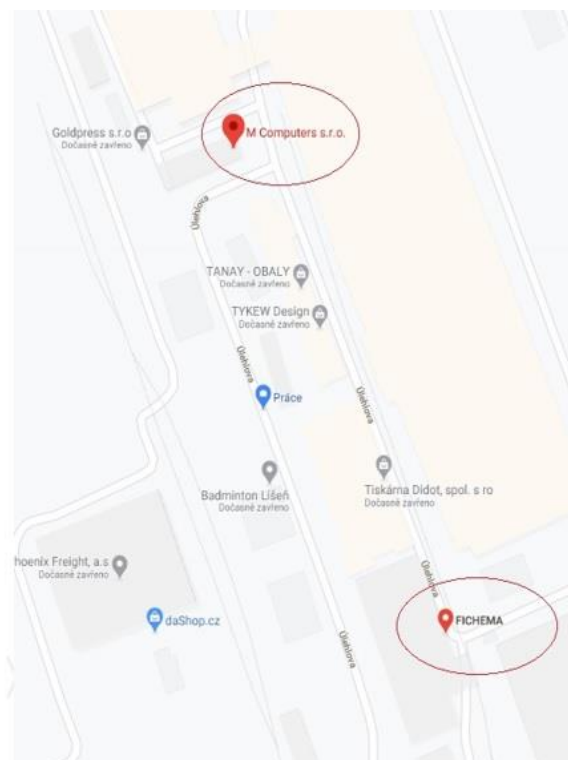 M Computers s.r.o.
Goldpress s.r.o
Dočasně zavřeno
Úlehlova
TANAY - OBALY
Dočasně zavřeno
TYKEW Design
Dočasně zavřeno
Úlehlova
Úlehlova
Práce
Tiskárna Didot, spol. s ro
Dočasně zavřeno
Badminton Líšeň
Dočasně zavřeno
hoenix Freight, a.s
Dočasně zavřeno
Úlehlova
daShop.cz
FICHEMA
Úlehlova